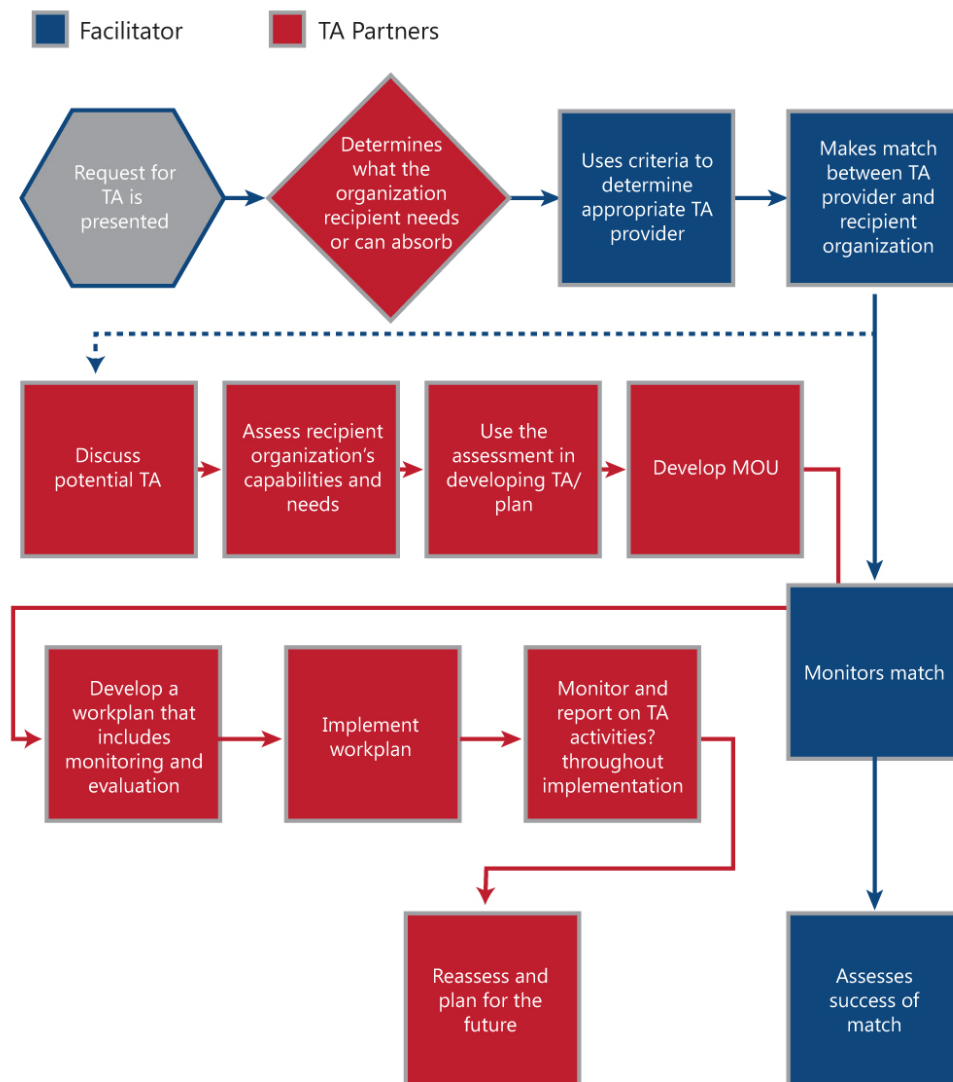 Facilitator
TA Partners
Request for
TA is
presented
Determines
what the
organization
recipient needs
or can absorb
Uses criteria to
determine
appropriate TA
provider
Makes match
between TA
provider and
recipient
organization
Discuss
potential TA
Assess recipient
organization’s
capabilities and
needs
Use the
assessment in
developing TA/
plan
Develop MOU
Monitors match
Develop a
workplan that
includes
monitoring and
evaluation
Implement
workplan
Monitor and
report on TA
activities?
throughout
implementation
Reassess and
plan for the
future
Assesses
success of
match